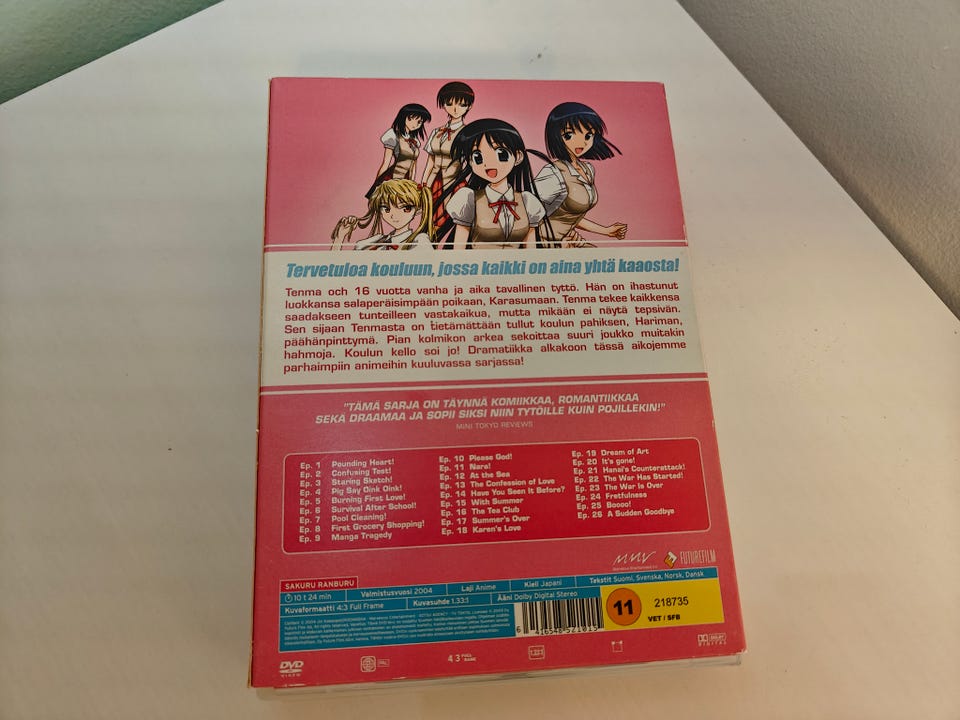 Tervetuloa kouluun, jossa kaikki on aina yhtä kaaosta!
Tenma och 16 vuotta vanha ja aika tavallinen tyttö. Hän on ihastunut
luokkansa salaperäisimpään poikaan, Karasumaan. Tenma tekee kaikkensa
saadakseen tunteilleen vastakaikua, mutta mikään ei näytä tepsivän.
Sen sijaan Tenmasta on tietämättään tullut koulun pahiksen, Hariman,
päähänpinttymä. Pian kolmikon arkea sekoittaa suuri joukko muitakin
hahmoja. Koulun kello soi jo! Dramatiikka alkakoon tässä aikojemme
parhaimpiin animeihin kuuluvassa sarjassa!
"TÄMÄ SARJA ON TÄYNNÄ KOMIIKKAA, ROMANTIIKKAA
SEKÄ DRAAMAA JA SOPII SIKSI NIIN TYTÖILLE KUIN POJILLEKIN!"
MINI TOKYO REVIEWS
Ep. 1 Pounding Heart!
Ep. 2 Confusing Test!
Ep. 3 Staring Sketch!
Ep. 4 Pig Say Oink Oink!
Ep. 5 Burning First Love!
Ep. 6 Survival After School!
Ep. 7 Pool Cleaning!
Ep. 8 First Grocery Shopping!
Ep. 9 Manga Tragedy
Ep. 10 Please God!
Ep. 11 Nara!
Ep. 12 At the Sea
Ep. 13 The Confession of Love
Ep. 14 Have You Seen It Before?
Ep. 15 With Summer
Ep. 16 The Tea Club
Ep. 17 Summer's Over
Ep. 18 Karen's Love
Ep. 19 Dream of Art
Ep. 20 It's gone!
Ep. 21 Hanai's Counterattack!
Ep. 22 The War Has Started!
Ep. 23 The War Is Over
Ep. 24 Fretfulness
Ep. 25 Boooo!
Ep. 26 A Sudden Goodbye
FUTUREFILM
SAKURU RANBURU
10 t 24 min Valmistusvuosi 2004 Laji Anime Kieli Japani Tekstit Suomi, Svenska, Norsk, Dansk
Kuvaformaatti 4:3 Full Frame Kuvasuhde 1.33:1 Ääni Dolby Digital Stereo
11
218735
VET / SFB
DVD
VIDEO
4:3 FULL
DOLBY
DIGITAL